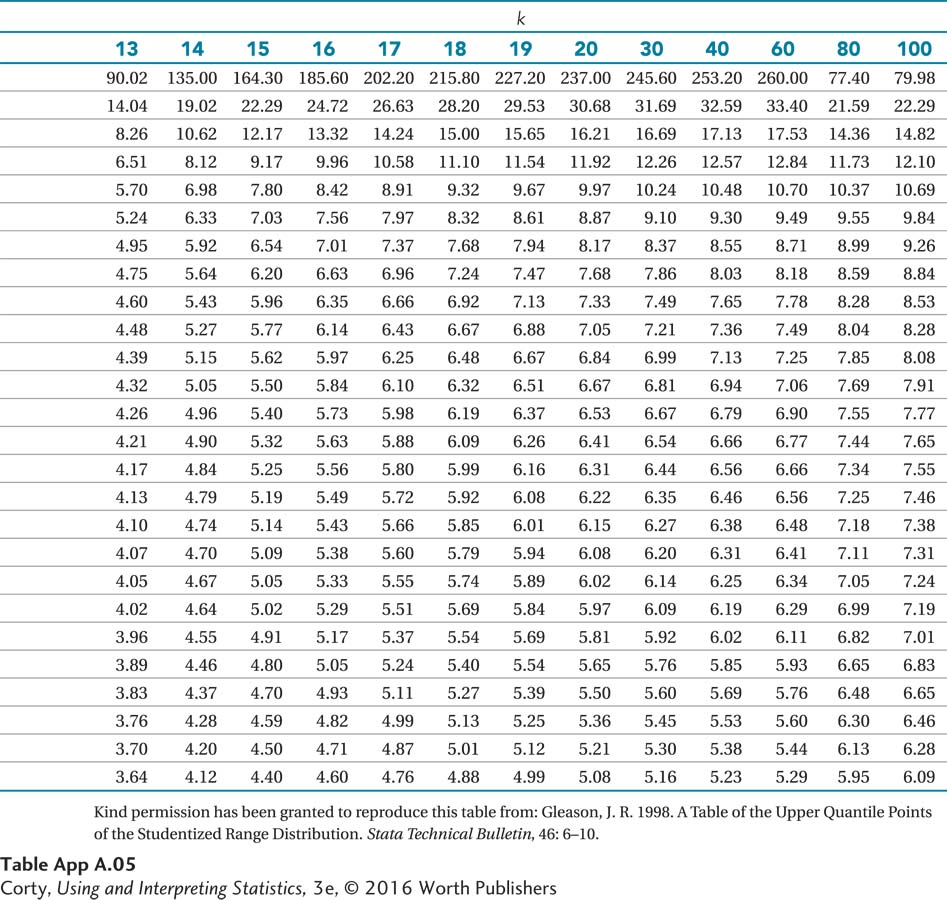 k
13 14 15 16 17 18 19 20 30 40 60 80 100
90.02 135.00 164.30 185.60 202.20 215.80 227.20 237.00 245.60 253.20 260.00 77.40 79.98
14.04 19.02 22.29 24.72 26.63 28.20 29.53 30.68 31.69 32.59 33.40 21.59 22.29
8.26 10.62 12.17 13.32 14.24 15.00 15.65 16.21 16.69 17.13 17.53 14.36 14.82
6.51 8.12 9.17 9.96 10.58 11.10 11.54 11.92 12.26 12.57 12.84 11.73 12.10
5.70 6.98 7.80 8.42 8.91 9.32 9.67 9.97 10.24 10.48 10.70 10.37 10.69
5.24 6.33 7.03 7.56 7.97 8.32 8.61 8.87 9.10 9.30 9.49 9.55 9.84
4.95 5.92 6.54 7.01 7.37 7.68 7.94 8.17 8.37 8.55 8.71 8.99 9.26
4.75 5.64 6.20 6.63 6.96 7.24 7.47 7.68 7.86 8.03 8.18 8.59 8.84
4.60 5.43 5.96 6.35 6.66 6.92 7.13 7.33 7.49 7.65 7.78 8.28 8.53
4.48 5.27 5.77 6.14 6.43 6.67 6.88 7.05 7.21 7.36 7.49 8.04 8.28
4.39 5.15 5.62 5.97 6.25 6.48 6.67 6.84 6.99 7.13 7.25 7.85 8.08
4.32 5.05 5.50 5.84 6.10 6.32 6.51 6.67 6.81 6.94 7.06 7.69 7.91
4.26 4.96 5.40 5.73 5.98 6.19 6.37 6.53 6.67 6.79 6.90 7.55 7.77
4.21 4.90 5.32 5.63 5.88 6.09 6.26 6.41 6.54 6.66 6.77 7.44 7.65
4.17 4.84 5.25 5.56 5.80 5.99 6.16 6.31 6.44 6.56 6.66 7.34 7.55
4.13 4.79 5.19 5.49 5.72 5.92 6.08 6.22 6.35 6.46 6.56 7.25 7.46
4.10 4.74 5.14 5.43 5.66 5.85 6.01 6.15 6.27 6.38 6.48 7.18 7.38
4.07 4.70 5.09 5.38 5.60 5.79 5.94 6.08 6.20 6.31 6.41 7.11 7.31
4.05 4.67 5.05 5.33 5.55 5.74 5.89 6.02 6.14 6.25 6.34 7.05 7.24
4.02 4.64 5.02 5.29 5.51 5.69 5.84 5.97 6.09 6.19 6.29 6.99 7.19
3.96 4.55 4.91 5.17 5.37 5.54 5.69 5.81 5.92 6.02 6.11 6.82 7.01
3.89 4.46 4.80 5.05 5.24 5.40 5.54 5.65 5.76 5.85 5.93 6.65 6.83
3.83 4.37 4.70 4.93 5.11 5.27 5.39 5.50 5.60 5.69 5.76 6.48 6.65
3.76 4.28 4.59 4.82 4.99 5.13 5.25 5.36 5.45 5.53 5.60 6.30 6.46
3.70 4.20 4.50 4.71 4.87 5.01 5.12 5.21 5.30 5.38 5.44 6.13 6.28
3.64 4.12 4.40 4.60 4.76 4.88 4.99 5.08 5.16 5.23 5.29 5.95 6.09
Kind permission has been granted to reproduce this table from: Gleason, J. R. 1998. A Table of the Upper Quantile Points
of the Studentized Range Distribution. Stata Technical Bulletin, 46: 6–10.
Table App A.05
Corty, Using and Interpreting Statistics, 3e, © 2016 Worth Publishers